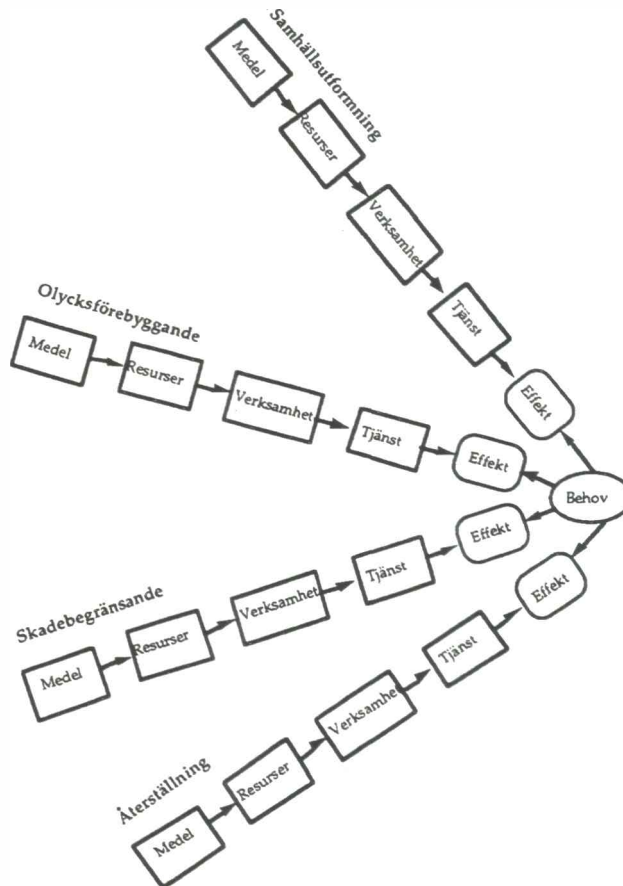 Samhällsutformning
Medel
Resurser
Verksamhet
Tjänst
Effekt
Olycksförebyggande
Medel
Resurser
Verksamhet
Tjänst
Effekt
Behov
Skadebegränsande
Medel
Resurser
Verksamhet
Tjänst
Effekt
Återställning
Medel
Resurser
Verksamhet
Tjänst
Effekt